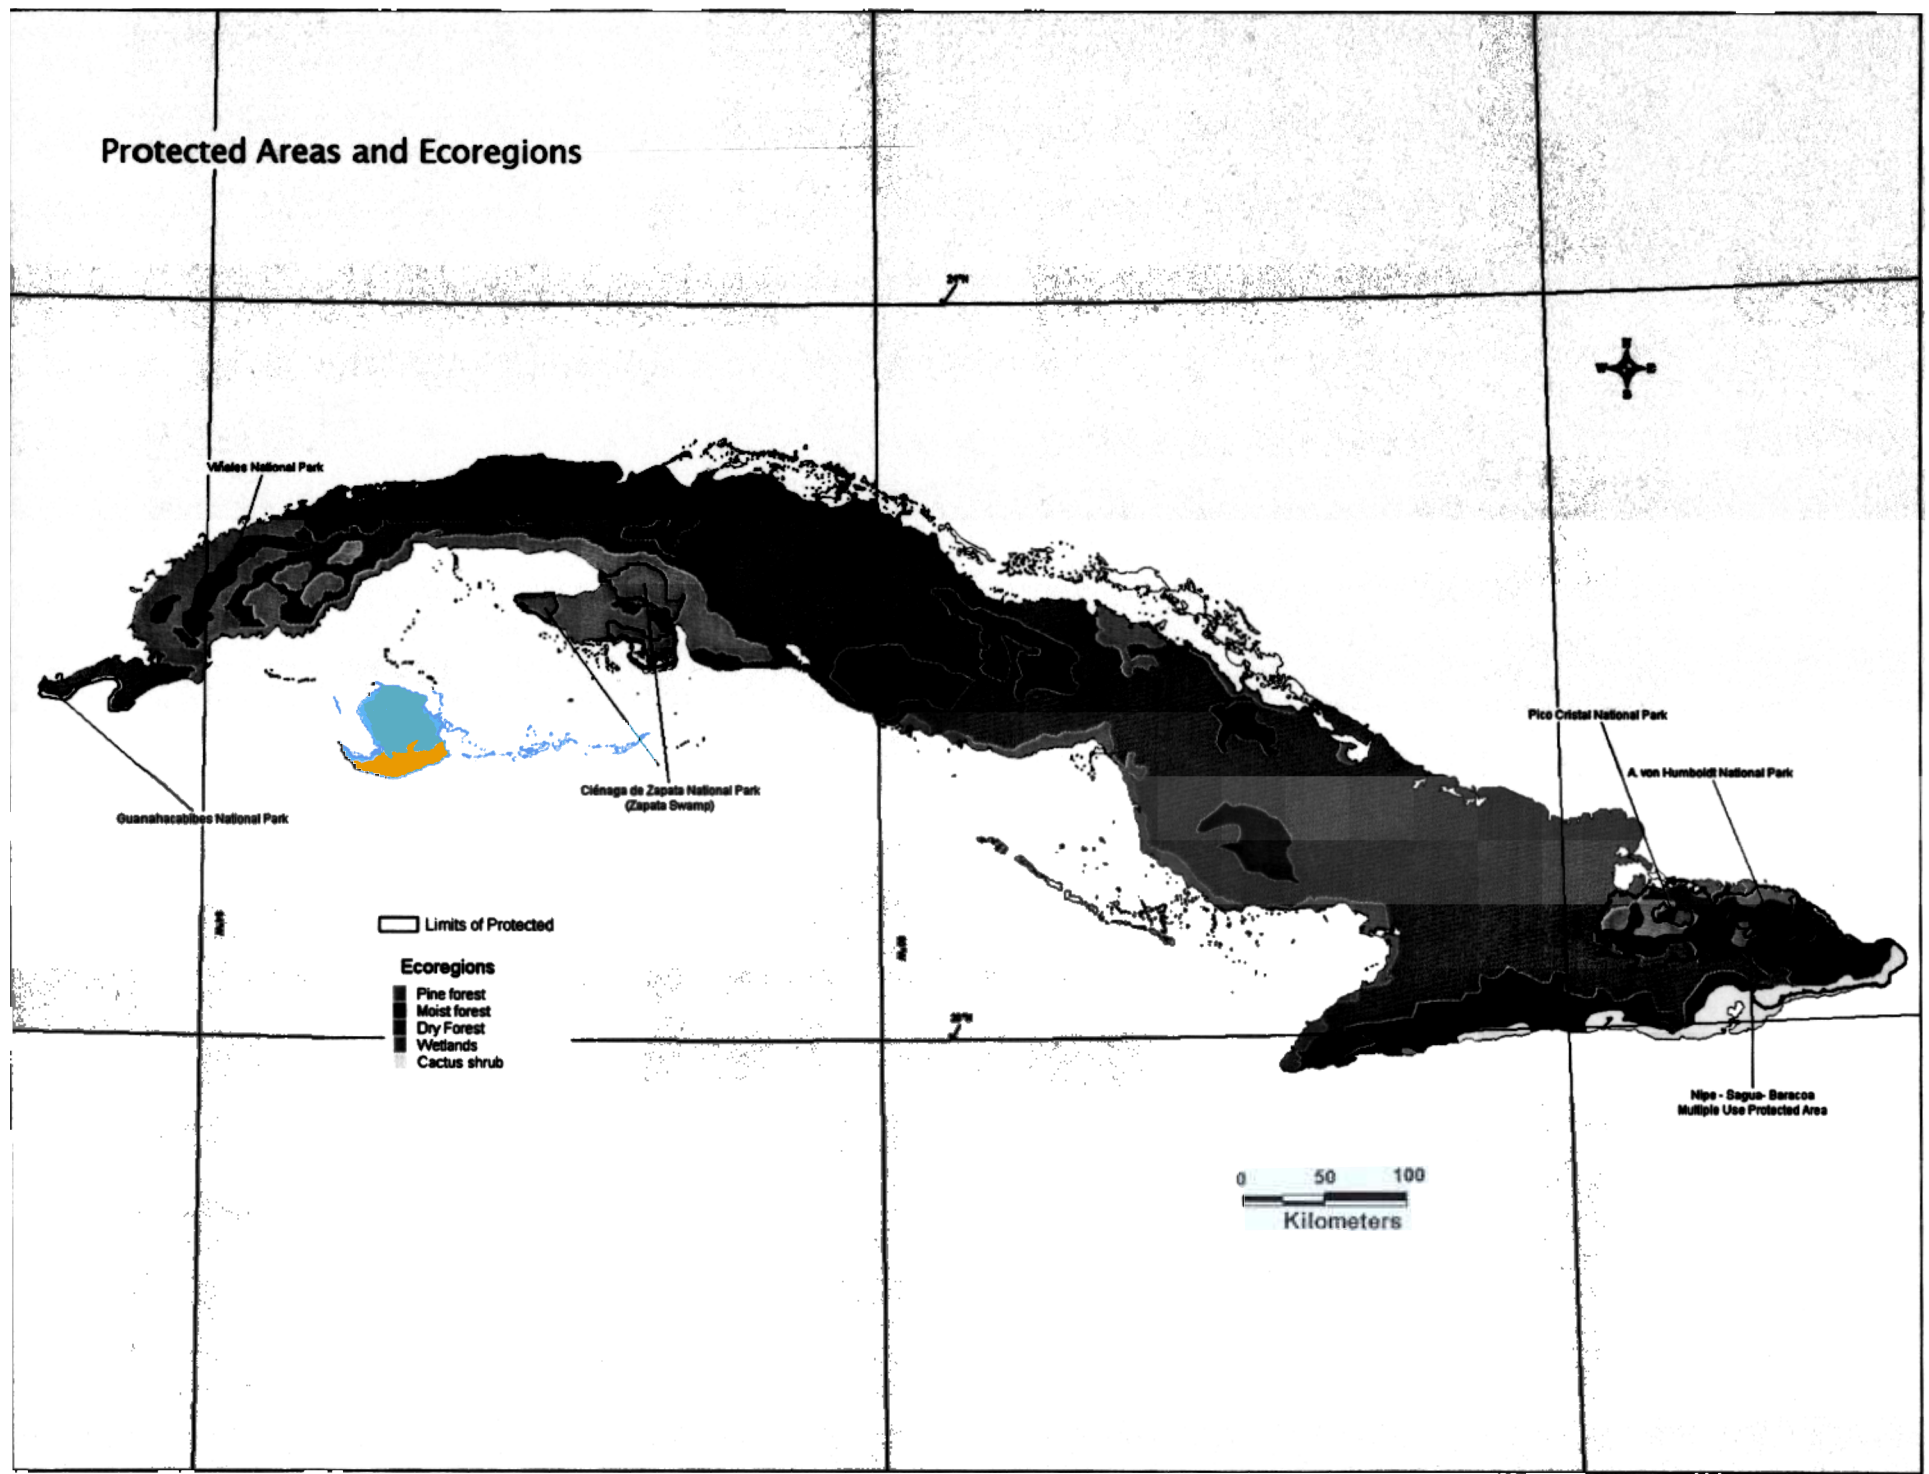 Protected Areas and Ecoregions
24°N
N
W E
S
Viñales National Park
Pico Cristal National Park
A. von Humboldt National Park
Ciénaga de Zapata National Park
(Zapata Swamp)
Guanahacabibes National Park
Limits of Protected
Ecoregions
Pine forest
Moist forest
Dry Forest
Wetlands
Cactus shrub
20°N
Nipe - Sagua- Baracoa
Multiple Use Protected Area
0 50 100
Kilometers